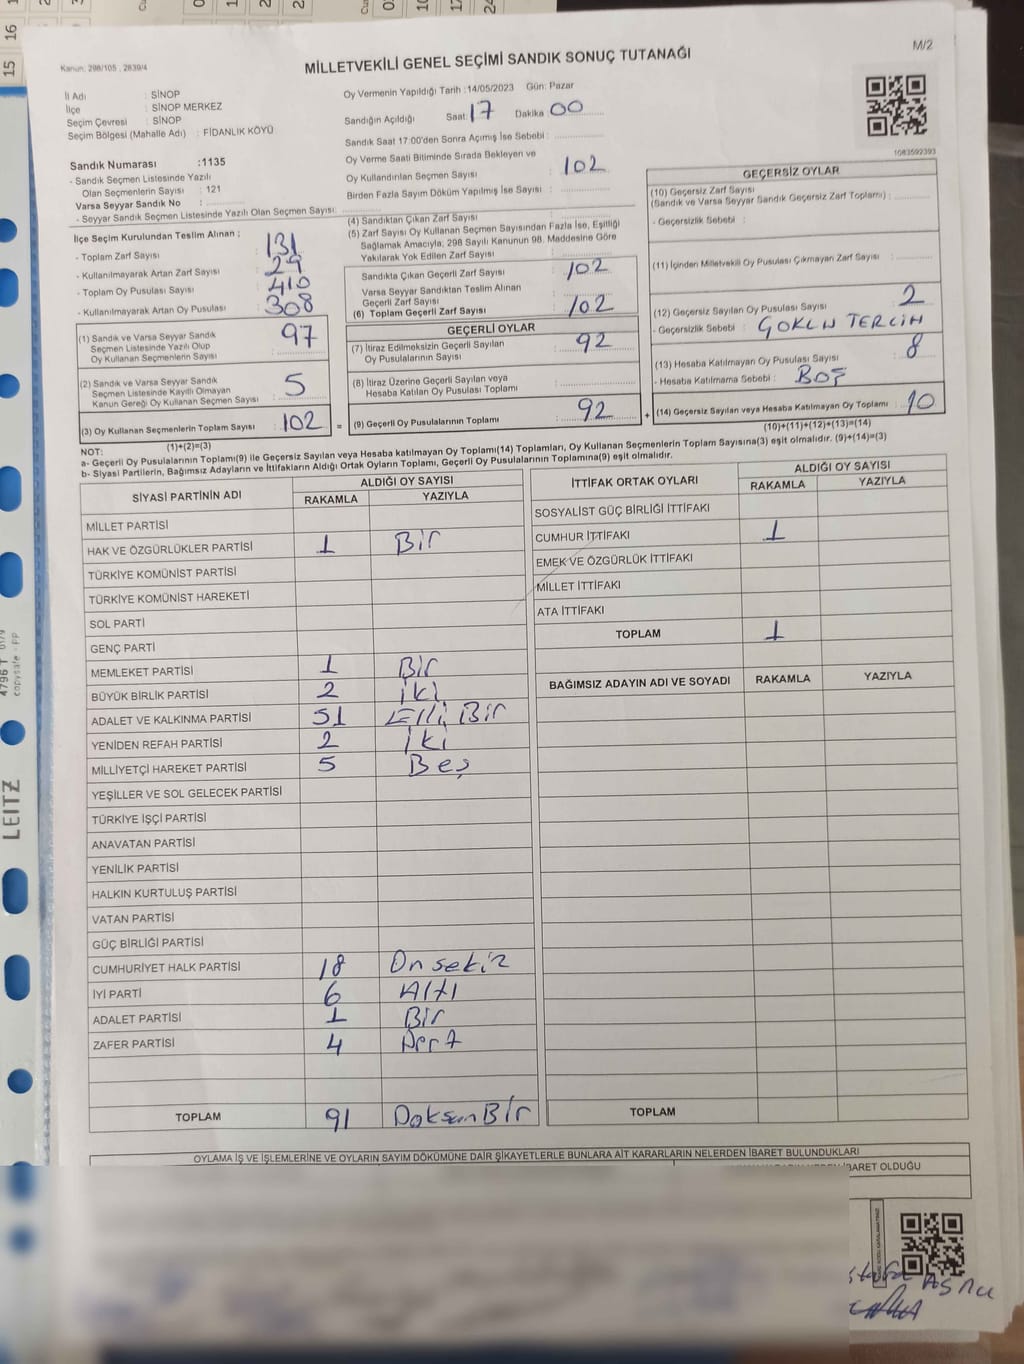 M/2
Kanun: 298/105 , 2839/4
MİLLETVEKİLİ GENEL SEÇİMİ SANDIK SONUÇ TUTANAĞI
İl Adı : SİNOP
İlçe : SİNOP MERKEZ
Seçim Çevresi : SİNOP
Seçim Bölgesi (Mahalle Adı) : FİDANLIK KÖYÜ
Sandık Numarası :1135
- Sandık Seçmen Listesinde Yazılı
Olan Seçmenlerin Sayısı : 121
Varsa Seyyar Sandık No :
- Seyyar Sandık Seçmen Listesinde Yazılı Olan Seçmen Sayısı:
İlçe Seçim Kurulundan Teslim Alınan ;
- Toplam Zarf Sayısı : 131
- Kullanılmayarak Artan Zarf Sayısı : 29
- Toplam Oy Pusulası Sayısı : 410
- Kullanılmayarak Artan Oy Pusulası : 308
(1) Sandık ve Varsa Seyyar Sandık
Seçmen Listesinde Yazılı Olup
Oy Kullanan Seçmenlerin Sayısı : 97
(2) Sandık ve Varsa Seyyar Sandık
Seçmen Listesinde Kayıtlı Olmayan
Kanun Gereği Oy Kullanan Seçmen Sayısı : 5
(3) Oy Kullanan Seçmenlerin Toplam Sayısı : 102
(1)+(2)=(3)
Oy Vermenin Yapıldığı Tarih :14/05/2023 Gün: Pazar
Sandığın Açıldığı Saat: 17 Dakika 00
Sandık Saat 17:00'den Sonra Açımış İse Sebebi :
Oy Verme Saati Bitiminde Sırada Bekleyen ve
Oy Kullandırılan Seçmen Sayısı : 102
Birden Fazla Sayım Döküm Yapılmış İse Sayısı :
(4) Sandıktan Çıkan Zarf Sayısı :
(5) Zarf Sayısı Oy Kullanan Seçmen Sayısından Fazla İse, Eşitliği
Sağlamak Amacıyla; 298 Sayılı Kanunun 98. Maddesine Göre
Yakılarak Yok Edilen Zarf Sayısı :
Sandıkta Çıkan Geçerli Zarf Sayısı : 102
Varsa Seyyar Sandıktan Teslim Alınan
Geçerli Zarf Sayısı :
(6) Toplam Geçerli Zarf Sayısı : 102
GEÇERLİ OYLAR
(7) İtiraz Edilmeksizin Geçerli Sayılan
Oy Pusulalarının Sayısı : 92
(8) İtiraz Üzerine Geçerli Sayılan veya
Hesaba Katılan Oy Pusulası Toplamı :
= (9) Geçerli Oy Pusulalarının Toplamı : 92 +
1083592393
GEÇERSİZ OYLAR
(10) Geçersiz Zarf Sayısı
(Sandık ve Varsa Seyyar Sandık Geçersiz Zarf Toplamı) :
- Geçersizlik Sebebi :
(11) İçinden Milletvekili Oy Pusulası Çıkmayan Zarf Sayısı :
(12) Geçersiz Sayılan Oy Pusulası Sayısı : 2
- Geçersizlik Sebebi :
(13) Hesaba Katılmayan Oy Pusulası Sayısı : 8
- Hesaba Katılmama Sebebi : BOŞ
(14) Geçersiz Sayılan veya Hesaba Katılmayan Oy Toplamı : 10
(10)+(11)+(12)+(13)=(14)
NOT:
a- Geçerli Oy Pusulalarının Toplamı(9) ile Geçersiz Sayılan veya Hesaba katılmayan Oy Toplamı(14) Toplamları, Oy Kullanan Seçmenlerin Toplam Sayısına(3) eşit olmalıdır. (9)+(14)=(3)
b- Siyasi Partilerin, Bağımsız Adayların ve İttifakların Aldığı Ortak Oyların Toplamı, Geçerli Oy Pusulalarının Toplamına(9) eşit olmalıdır.
SİYASİ PARTİNİN ADI ALDIĞI OY SAYISI
RAKAMLA YAZIYLA
MİLLET PARTİSİ
HAK VE ÖZGÜRLÜKLER PARTİSİ 1 Bir
TÜRKİYE KOMÜNİST PARTİSİ
TÜRKİYE KOMÜNİST HAREKETİ
SOL PARTİ
GENÇ PARTİ
MEMLEKET PARTİSİ 1 Bir
BÜYÜK BİRLİK PARTİSİ 2 iki
ADALET VE KALKINMA PARTİSİ 51 Elli Bir
YENİDEN REFAH PARTİSİ 2 iki
MİLLİYETÇİ HAREKET PARTİSİ 5 Beş
YEŞİLLER VE SOL GELECEK PARTİSİ
TÜRKİYE İŞÇİ PARTİSİ
ANAVATAN PARTİSİ
YENİLİK PARTİSİ
HALKIN KURTULUŞ PARTİSİ
VATAN PARTİSİ
GÜÇ BİRLİĞİ PARTİSİ
CUMHURİYET HALK PARTİSİ 18 On sekiz
İYİ PARTİ 6 Altı
ADALET PARTİSİ 1 Bir
ZAFER PARTİSİ 4 Dört
TOPLAM 91 Doksan Bir
İTTİFAK ORTAK OYLARI ALDIĞI OY SAYISI
RAKAMLA YAZIYLA
SOSYALİST GÜÇ BİRLİĞİ İTTİFAKI
CUMHUR İTTİFAKI 1
EMEK VE ÖZGÜRLÜK İTTİFAKI
MİLLET İTTİFAKI
ATA İTTİFAKI
TOPLAM 1
BAĞIMSIZ ADAYIN ADI VE SOYADI RAKAMLA YAZIYLA
TOPLAM
OYLAMA İŞ VE İŞLEMLERİNE VE OYLARIN SAYIM DÖKÜMÜNE DAİR ŞİKAYETLERLE BUNLARA AİT KARARLARIN NELERDEN İBARET BULUNDUKLARI
İBARET OLDUĞU
LEITZ
4796 T
copysafe - PP
15 16